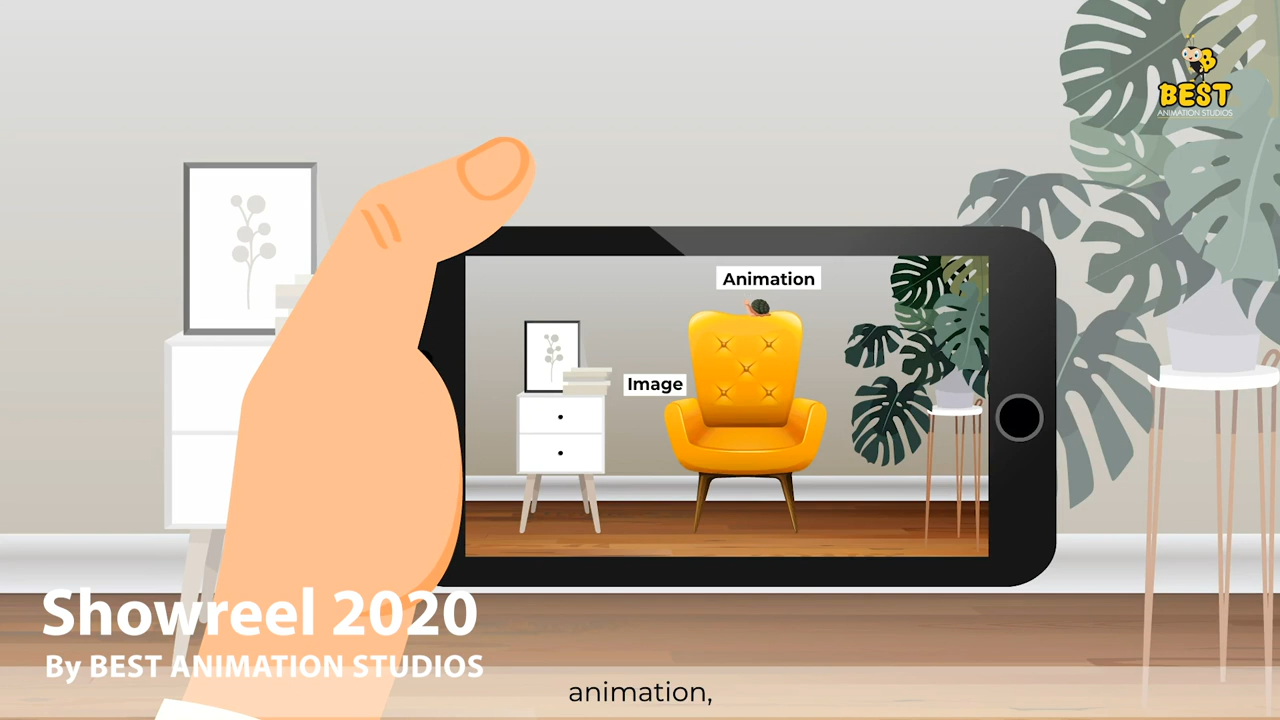 BEST
ANIMATION STUDIOS
Animation
Image
Showreel 2020
By BEST ANIMATION STUDIOS
animation,